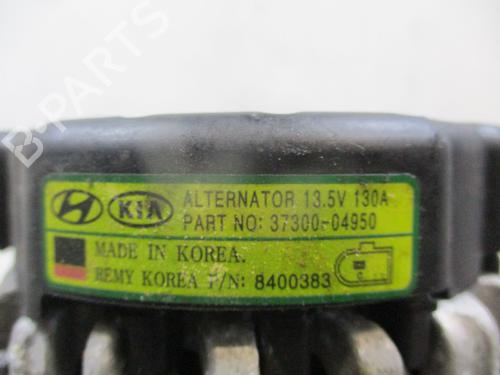 B-PARTS
KIA
ALTERNATOR 13.5V 130A
PART NO: 37300-04950
MADE IN KOREA.
REMY KOREA P/N: 8400383